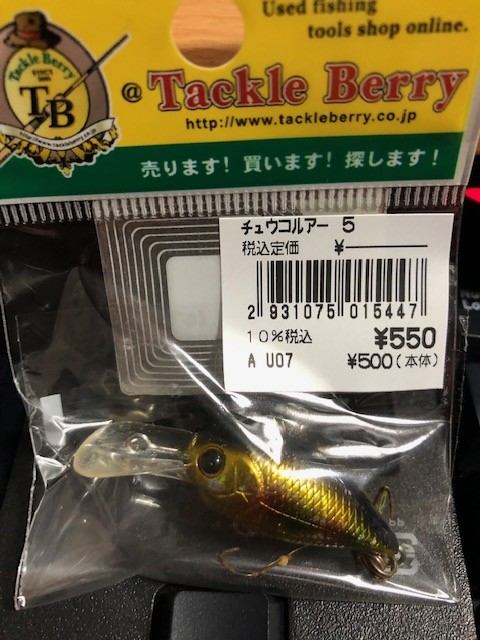 Used fishing
tools shop online.
Tackle Berry
TB
@ Tackle Berry
http://www.tackleberry.co.jp
売ります! 買います! 探します!
チュウコルアー 5
税込定価 ¥―
2 931075 015447
10%税込 ¥550
A U07 ¥500(本体)